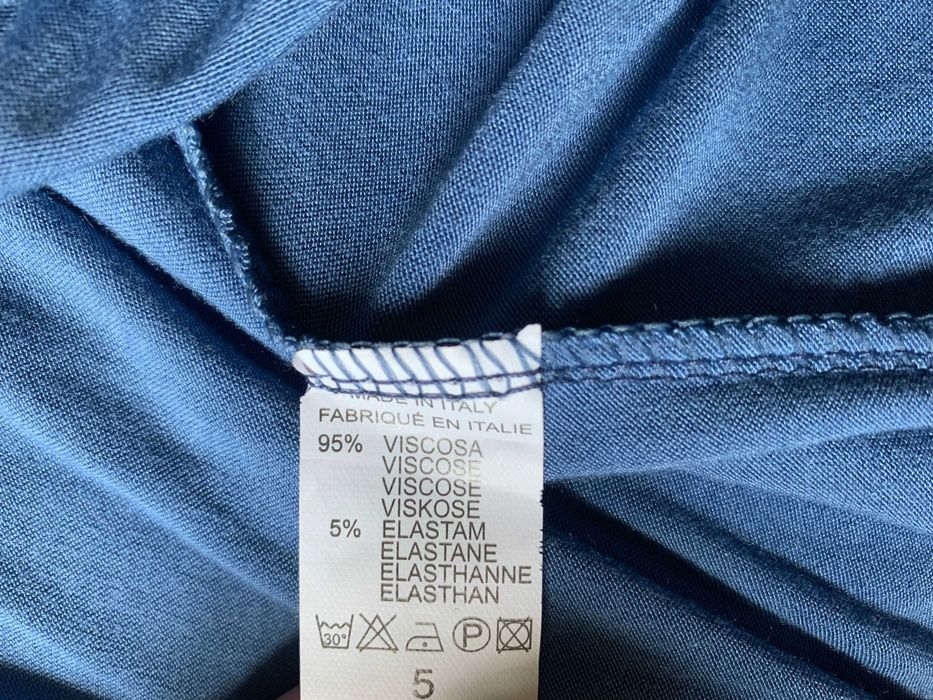 MADE IN ITALY
FABRIQUÉ EN ITALIE
95% VISCOSA
VISCOSE
VISCOSE
VISKOSE
5% ELASTAM
ELASTANE
ELASTHANNE
ELASTHAN
30° P
5